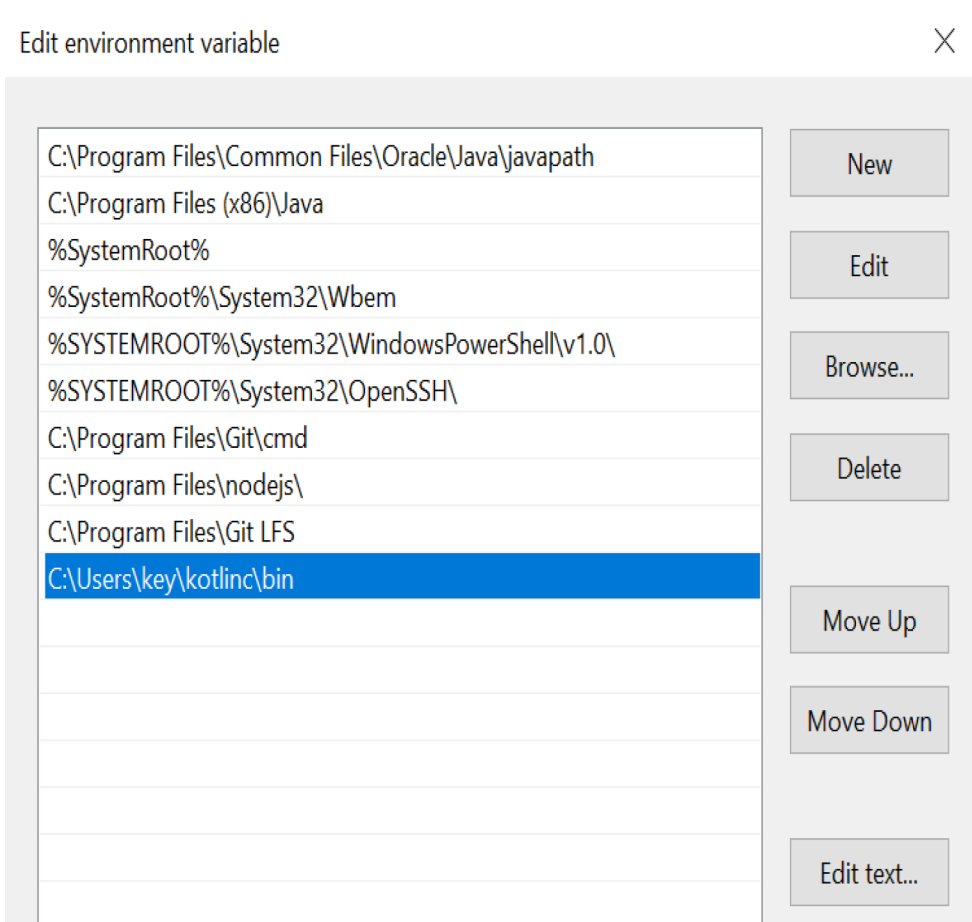 Edit environment variable
C:\Program Files\Common Files\Oracle\Java\javapath
C:\Program Files (x86)\Java
%SystemRoot%
%SystemRoot%\System32\Wbem
%SYSTEMROOT%\System32\WindowsPowerShell\v1.0\
%SYSTEMROOT%\System32\OpenSSH\
C:\Program Files\Git\cmd
C:\Program Files\nodejs\
C:\Program Files\Git LFS
C:\Users\key\kotlinc\bin
New
Edit
Browse...
Delete
Move Up
Move Down
Edit text...